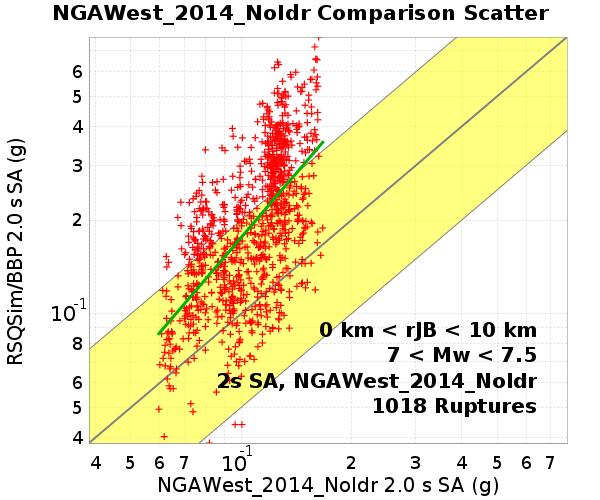 NGAWest_2014_NoIdr Comparison Scatter
RSQSim/BBP 2.0 s SA (g)
6
5
4
3
2
10-1
8
6
5
4
0 km < rJB < 10 km
7 < Mw < 7.5
2s SA, NGAWest_2014_NoIdr
1018 Ruptures
4 5 6 7 10-1 2 3 4 5 6 7
NGAWest_2014_NoIdr 2.0 s SA (g)